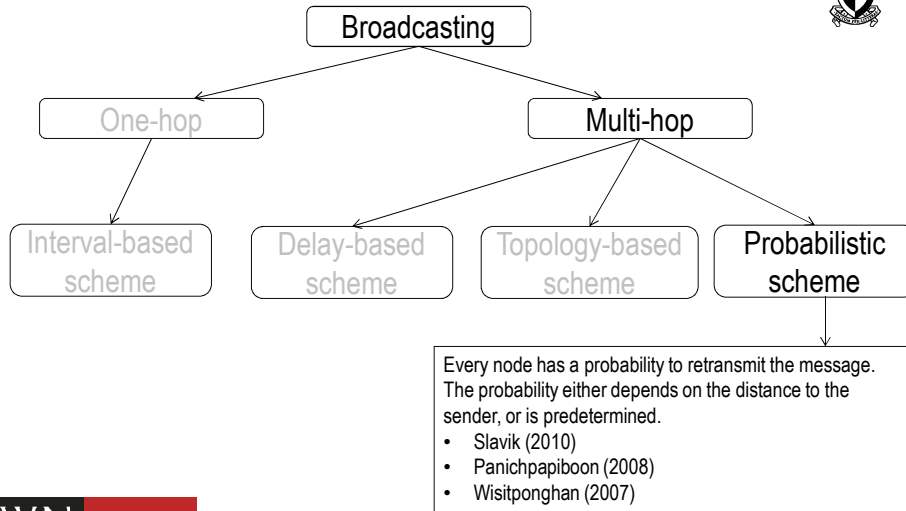 Broadcasting
One-hop
Multi-hop
Interval-based
scheme
Delay-based
scheme
Topology-based
scheme
Probabilistic
scheme
Every node has a probability to retransmit the message.
The probability either depends on the distance to the
sender, or is predetermined.
• Slavik (2010)
• Panichpapiboon (2008)
• Wisitponghan (2007)